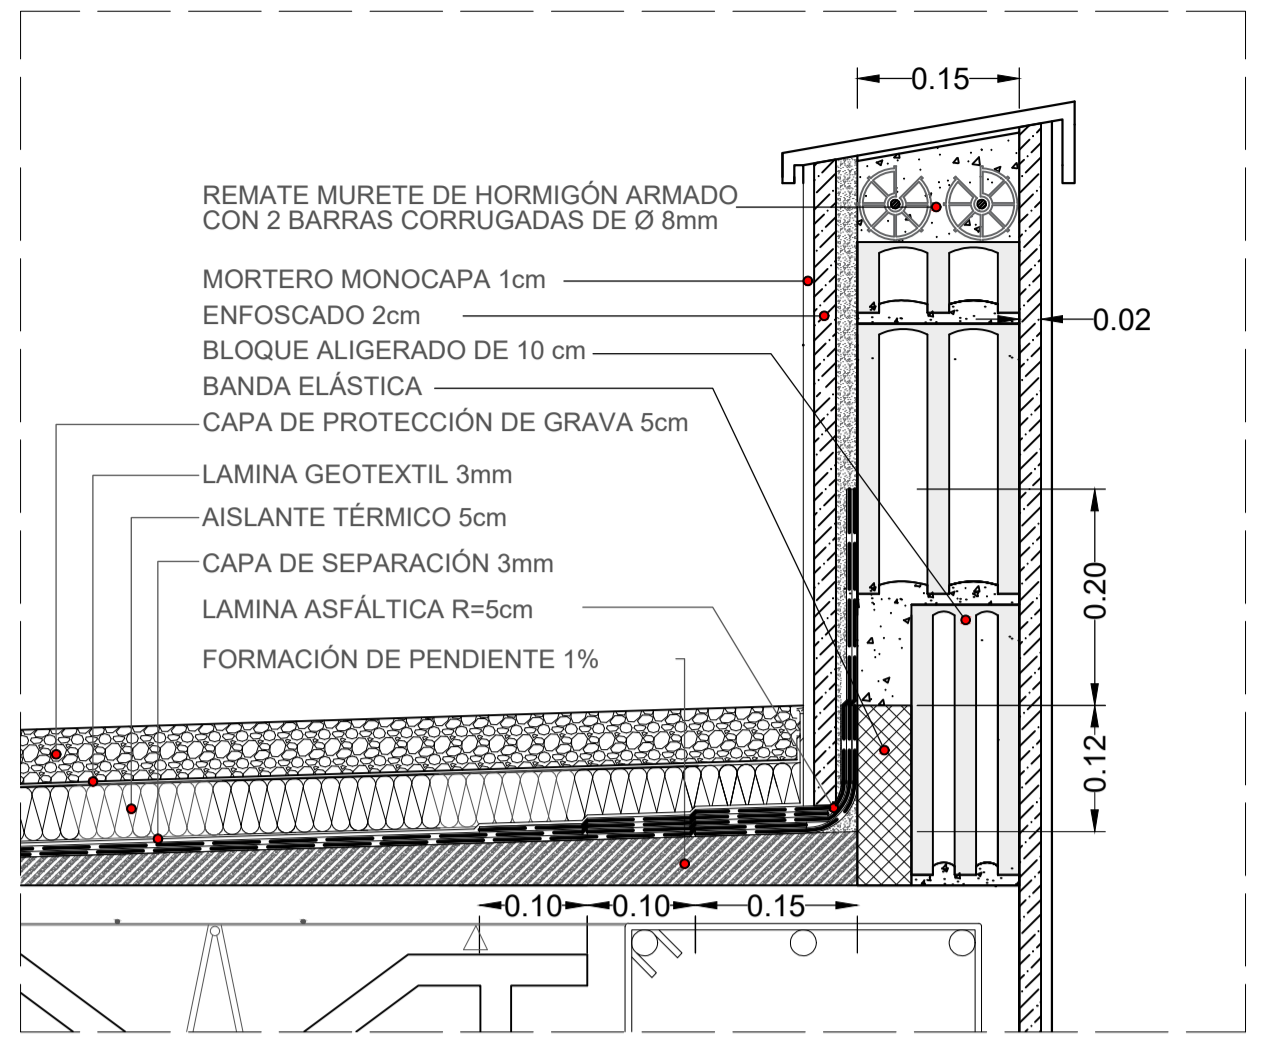 0.15
REMATE MURETE DE HORMIGÓN ARMADO
CON 2 BARRAS CORRUGADAS DE Ø 8mm
MORTERO MONOCAPA 1cm
ENFOSCADO 2cm
0.02
BLOQUE ALIGERADO DE 10 cm
BANDA ELÁSTICA
CAPA DE PROTECCIÓN DE GRAVA 5cm
LAMINA GEOTEXTIL 3mm
AISLANTE TÉRMICO 5cm
CAPA DE SEPARACIÓN 3mm
0.20
LAMINA ASFÁLTICA R=5cm
FORMACIÓN DE PENDIENTE 1%
0.12
0.10
0.10
0.15